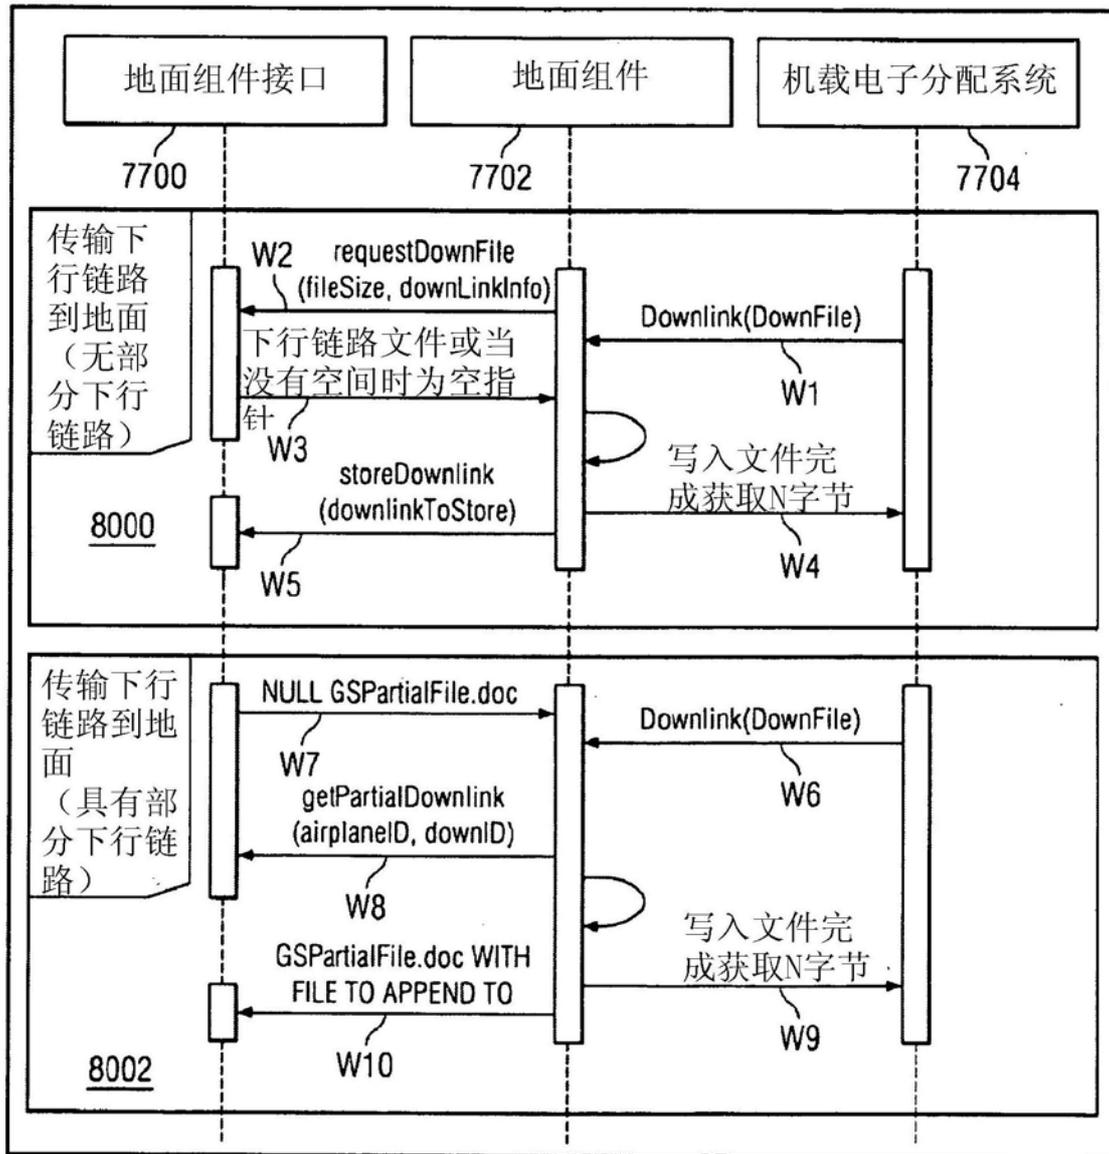 地面组件接口
地面组件
机载电子分配系统
7700
7702
7704
传输下
行链路
到地面
（无部
分下行
链路）
8000
W2
requestDownFile
(fileSize, downLinkInfo)
Downlink(DownFile)
W1
下行链路文件或当
没有空间时为空指
针
W3
写入文件完
成获取N字节
W4
storeDownlink
(downlinkToStore)
W5
传输下行
链路到地
面
（具有部
分下行链
路）
8002
NULL GSPartialFile.doc
W7
Downlink(DownFile)
W6
getPartialDownlink
(airplaneID, downID)
W8
写入文件完
成获取N字节
W9
GSPartialFile.doc WITH
FILE TO APPEND TO
W10